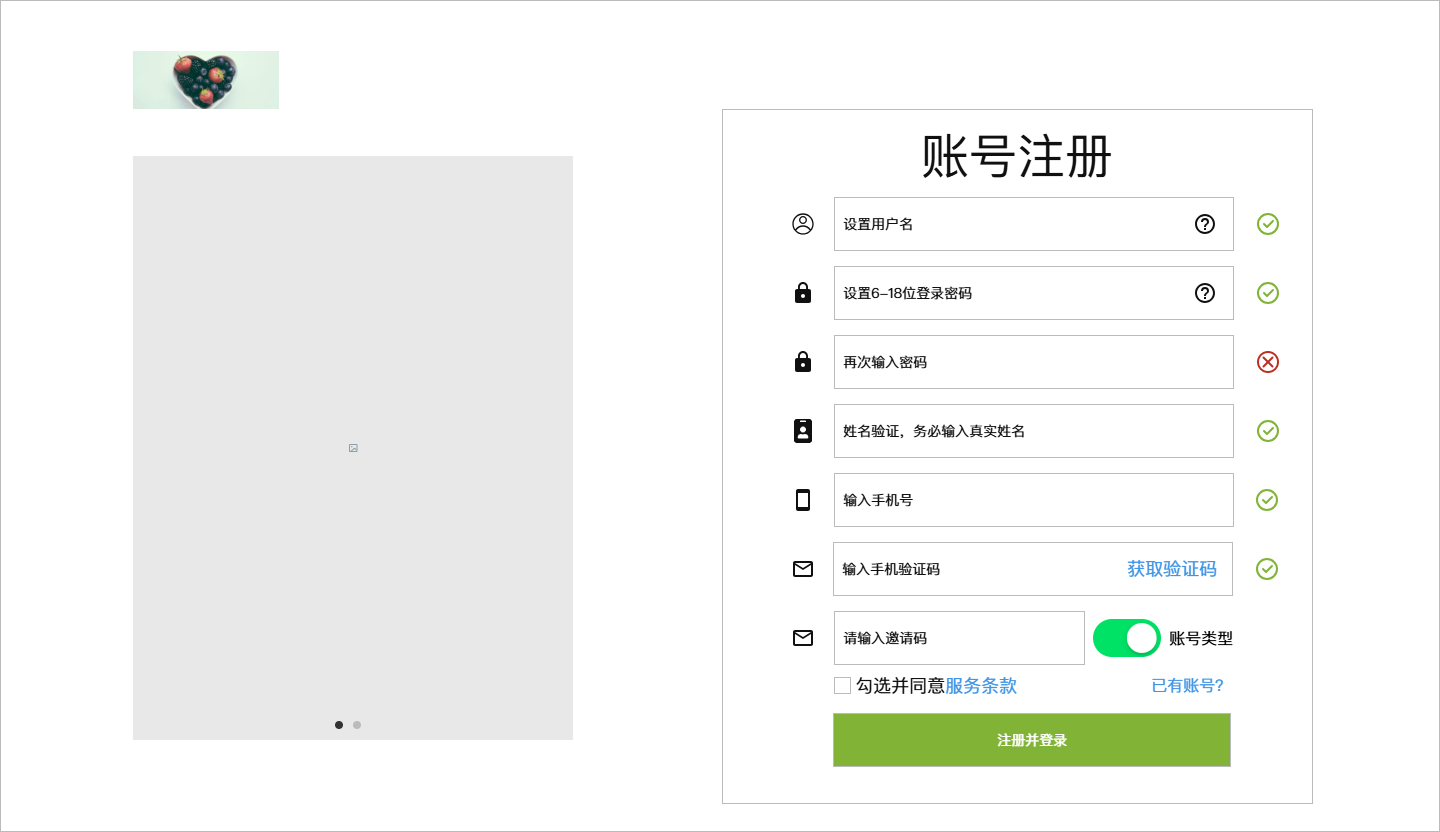 账号注册
设置用户名
设置6–18位登录密码
再次输入密码
姓名验证，务必输入真实姓名
输入手机号
输入手机验证码 获取验证码
请输入邀请码 账号类型
勾选并同意服务条款 已有账号?
注册并登录